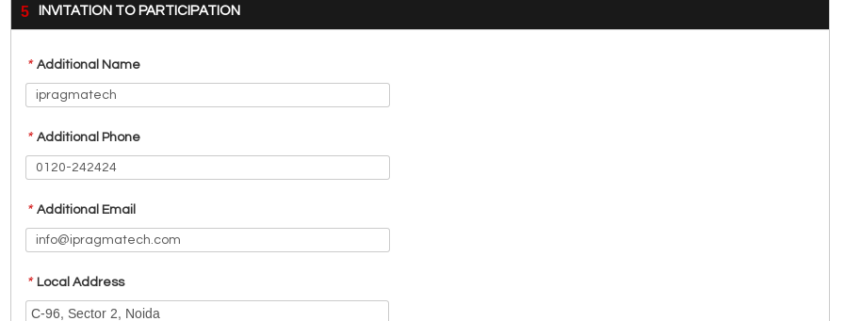 5 INVITATION TO PARTICIPATION
* Additional Name
ipragmatech
* Additional Phone
0120-242424
* Additional Email
info@ipragmatech.com
* Local Address
C-96, Sector 2, Noida